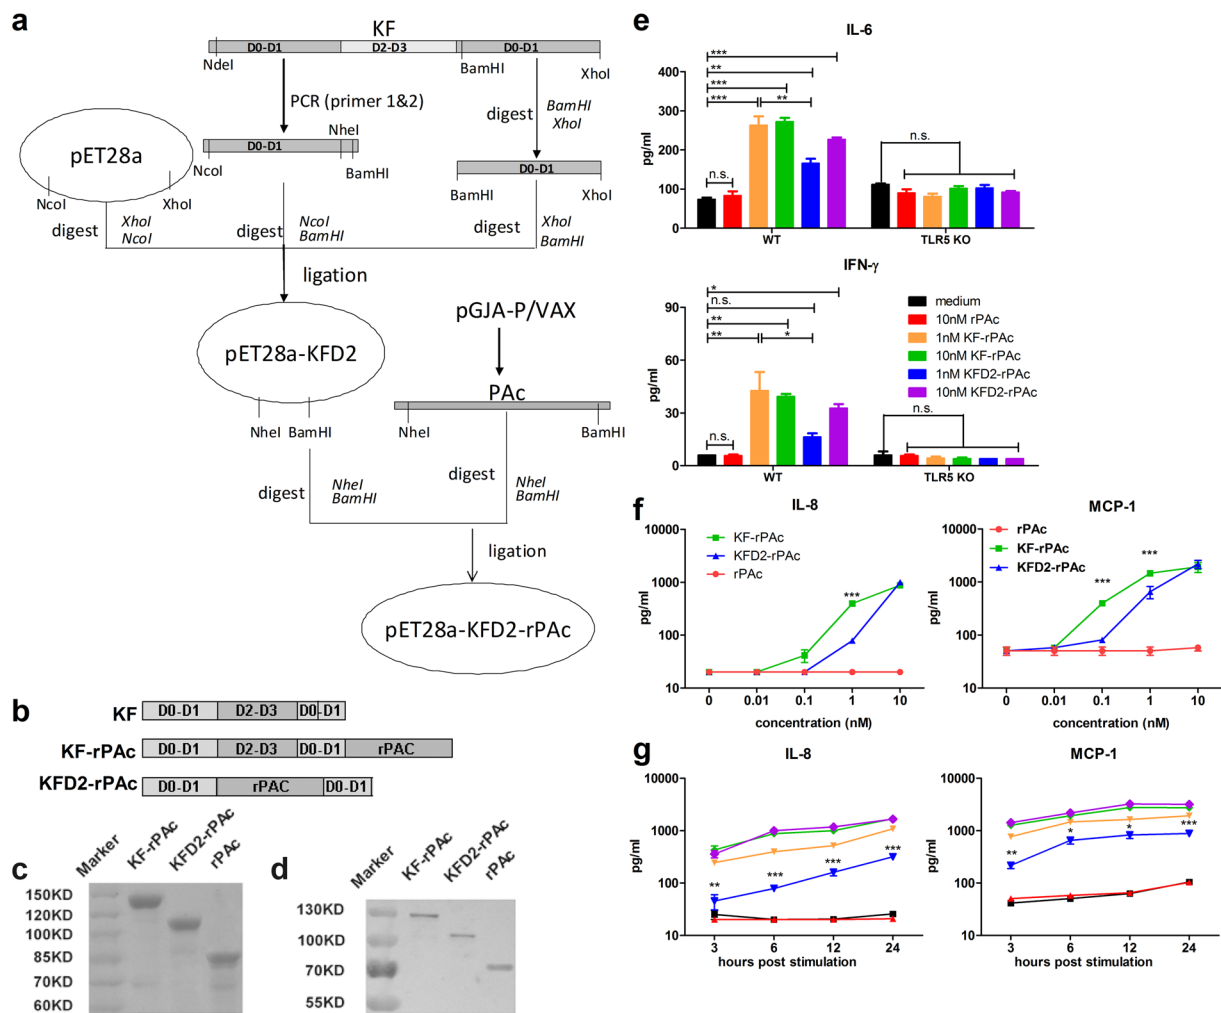 a
KF
D0-D1
D2-D3
D0-D1
NdeI
BamHI
XhoI
PCR (primer 1&2)
digest
BamHI
XhoI
NheI
pET28a
D0-D1
NcoI
BamHI
D0-D1
BamHI
XhoI
NcoI
XhoI
digest
XhoI
NcoI
digest
NcoI
BamHI
digest
XhoI
BamHI
ligation
pGJA-P/VAX
pET28a-KFD2
PAc
NheI
BamHI
NheI
BamHI
digest
NheI
BamHI
digest
NheI
BamHI
ligation
pET28a-KFD2-rPAc
b
KF
D0-D1
D2-D3
D0-D1
KF-rPAc
D0-D1
D2-D3
D0-D1
rPAC
KFD2-rPAc
D0-D1
rPAC
D0-D1
c
Marker
KF-rPAc
KFD2-rPAc
rPAc
150KD
120KD
100KD
85KD
70KD
60KD
d
Marker
KF-rPAc
KFD2-rPAc
rPAc
130KD
100KD
70KD
55KD
e
IL-6
pg/ml
400
300
200
100
0
***
**
***
***
**
n.s.
n.s.
WT
TLR5 KO
IFN-γ
pg/ml
90
60
30
0
*
n.s.
**
**
*
n.s.
n.s.
medium
10nM rPAc
1nM KF-rPAc
10nM KF-rPAc
1nM KFD2-rPAc
10nM KFD2-rPAc
WT
TLR5 KO
f
IL-8
pg/ml
10000
1000
100
10
KF-rPAc
KFD2-rPAc
rPAc
***
0
0.01
0.1
1
10
concentration (nM)
MCP-1
pg/ml
10000
1000
100
10
rPAc
KF-rPAc
KFD2-rPAc
***
***
0
0.01
0.1
1
10
concentration (nM)
g
IL-8
pg/ml
10000
1000
100
10
**
***
***
***
3
6
12
24
hours post stimulation
MCP-1
pg/ml
10000
1000
100
10
**
*
*
***
3
6
12
24
hours post stimulation